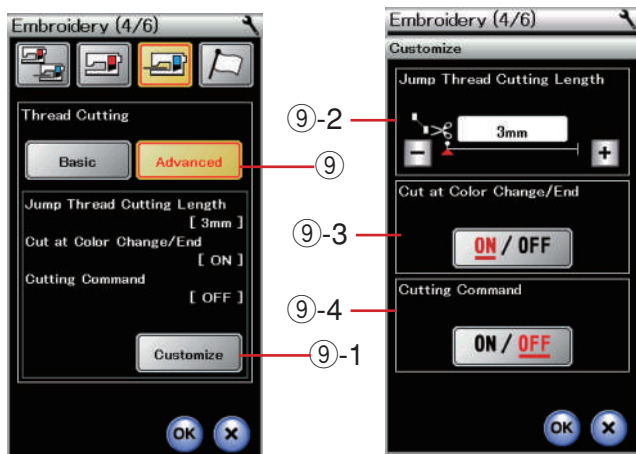 Embroidery (4/6)
Thread Cutting
Basic
Advanced
Jump Thread Cutting Length
[ 3mm ]
Cut at Color Change/End
[ ON ]
Cutting Command
[ OFF ]
Customize
OK
×
⑨-2
⑨
⑨-3
⑨-4
⑨-1
Embroidery (4/6)
Customize
Jump Thread Cutting Length
3mm
− +
Cut at Color Change/End
ON / OFF
Cutting Command
ON / OFF
OK
×